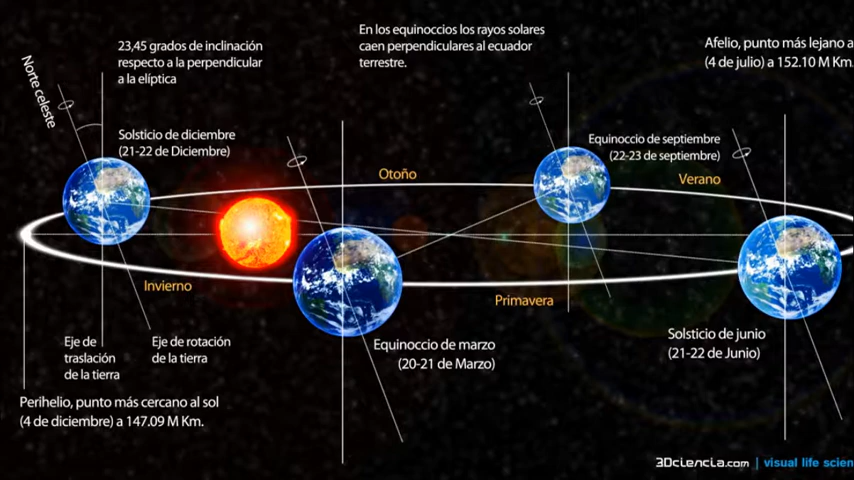 Norte celeste
23,45 grados de inclinación
respecto a la perpendicular
a la elíptica
En los equinoccios los rayos solares
caen perpendiculares al ecuador
terrestre.
Afelio, punto más lejano a
(4 de julio) a 152.10 M Km.
Solsticio de diciembre
(21-22 de Diciembre)
Equinoccio de septiembre
(22-23 de septiembre)
Otoño
Verano
Invierno
Primavera
Eje de
traslación
de la tierra
Eje de rotación
de la tierra
Equinoccio de marzo
(20-21 de Marzo)
Solsticio de junio
(21-22 de Junio)
Perihelio, punto más cercano al sol
(4 de diciembre) a 147.09 M Km.
3Dciencia.com | visual life scien